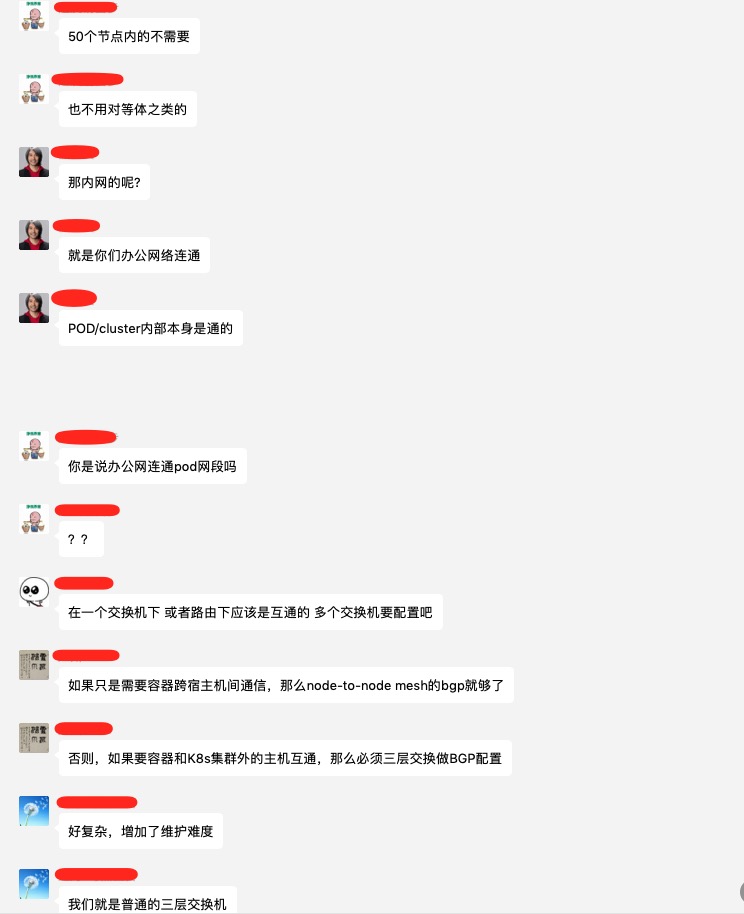 50个节点内的不需要
也不用对等体之类的
那内网的呢?
就是你们办公网络连通
POD/cluster内部本身是通的
你是说办公网连通pod网段吗
？？
在一个交换机下 或者路由下应该是互通的 多个交换机要配置吧
如果只是需要容器跨宿主机间通信，那么node-to-node mesh的bgp就够了
否则，如果要容器和K8s集群外的主机互通，那么必须三层交换做BGP配置
好复杂，增加了维护难度
我们就是普通的三层交换机